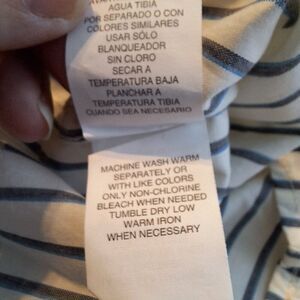 AGUA TIBIA
POR SEPARADO O CON
COLORES SIMILARES
USAR SÓLO
BLANQUEADOR
SIN CLORO
SECAR A
TEMPERATURA BAJA
PLANCHAR A
TEMPERATURA TIBIA
CUANDO SEA NECESARIO
MACHINE WASH WARM
SEPARATELY OR
WITH LIKE COLORS
ONLY NON-CHLORINE
BLEACH WHEN NEEDED
TUMBLE DRY LOW
WARM IRON
WHEN NECESSARY